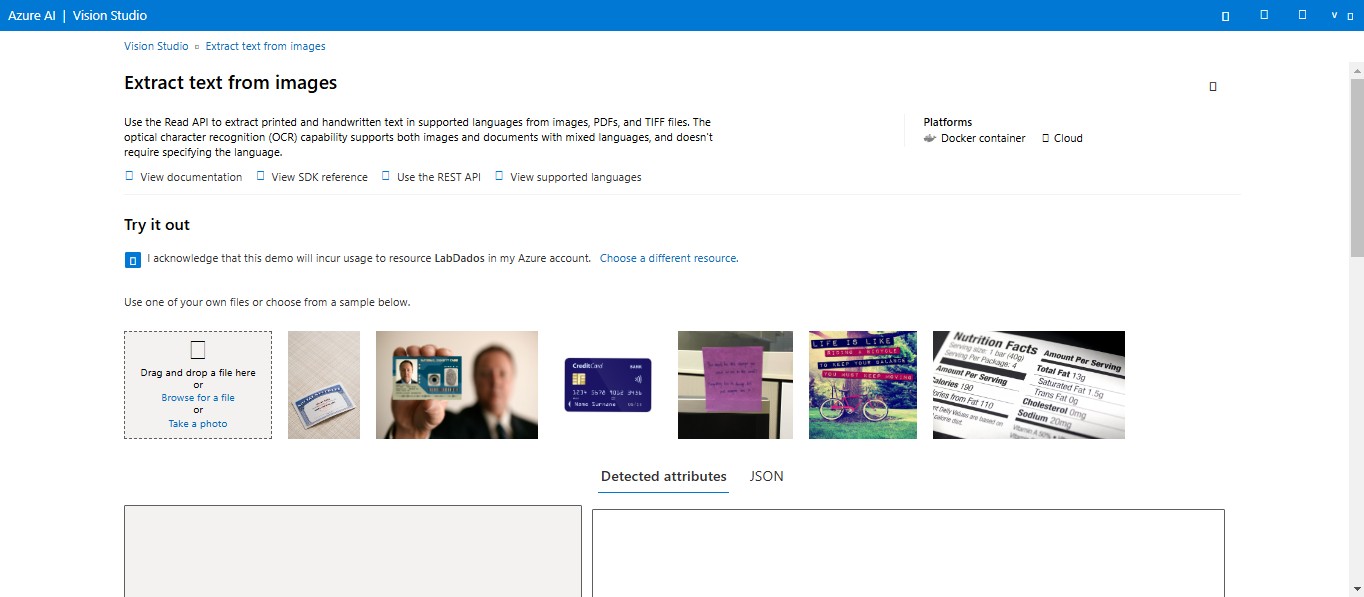 Azure AI | Vision Studio
Vision Studio
Extract text from images
Extract text from images
Use the Read API to extract printed and handwritten text in supported languages from images, PDFs, and TIFF files. The
optical character recognition (OCR) capability supports both images and documents with mixed languages, and doesn't
require specifying the language.
Platforms
Docker container
Cloud
View documentation
View SDK reference
Use the REST API
View supported languages
Try it out
I acknowledge that this demo will incur usage to resource LabDados in my Azure account. Choose a different resource.
Use one of your own files or choose from a sample below.
Drag and drop a file here
or
Browse for a file
or
Take a photo
CreditCard
BANK
1234 5678
Name Surname
LIFE IS LIKE
RIDING A BICYCLE
TO KEEP YOUR BALANCE
YOU MUST KEEP MOVING
Nutrition Facts
Serving size: 1 bar (40g)
Serving Per Package: 4
Amount Per Serving
Calories 190
Calories from Fat 110
Amount Per Serving
Total Fat 13g
Saturated Fat 1.5g
Trans Fat 0g
Cholesterol 0mg
Sodium 20mg
Vitamin A 50%
Detected attributes
JSON